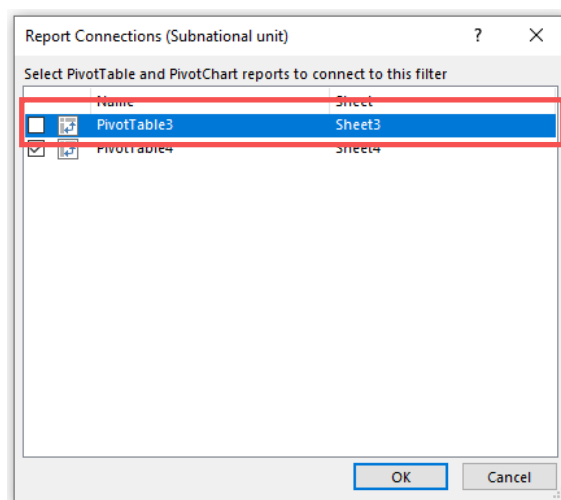 Report Connections (Subnational unit) ?
Select PivotTable and PivotChart reports to connect to this filter
Name Sheet
PivotTable3 Sheet3
PivotTable4 Sheet4
OK Cancel